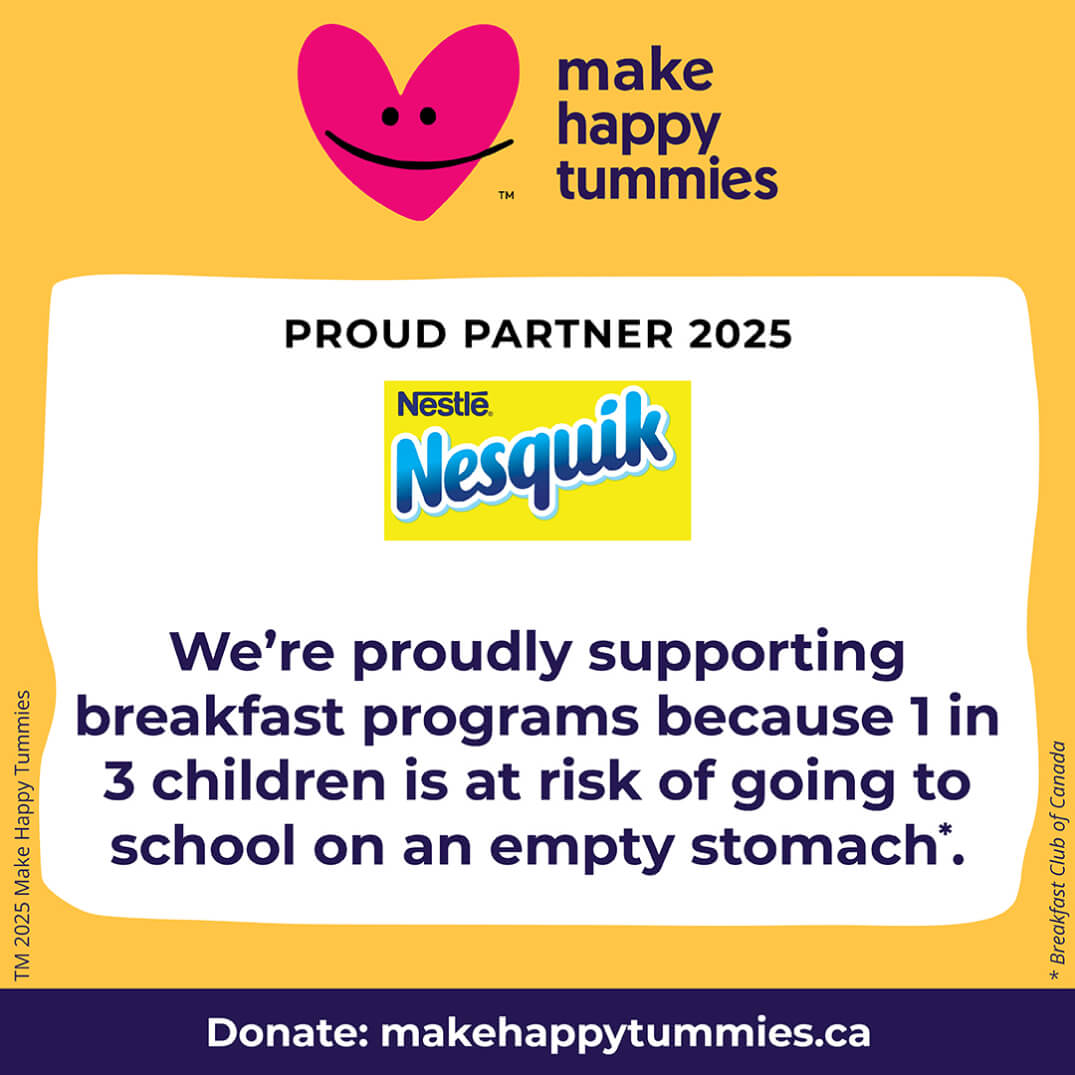 make
happy
tummies
TM
PROUD PARTNER 2025
Nestlé®
Nesquik
We’re proudly supporting
breakfast programs because 1 in
3 children is at risk of going to
school on an empty stomach*.
TM 2025 Make Happy Tummies
* Breakfast Club of Canada
Donate: makehappytummies.ca